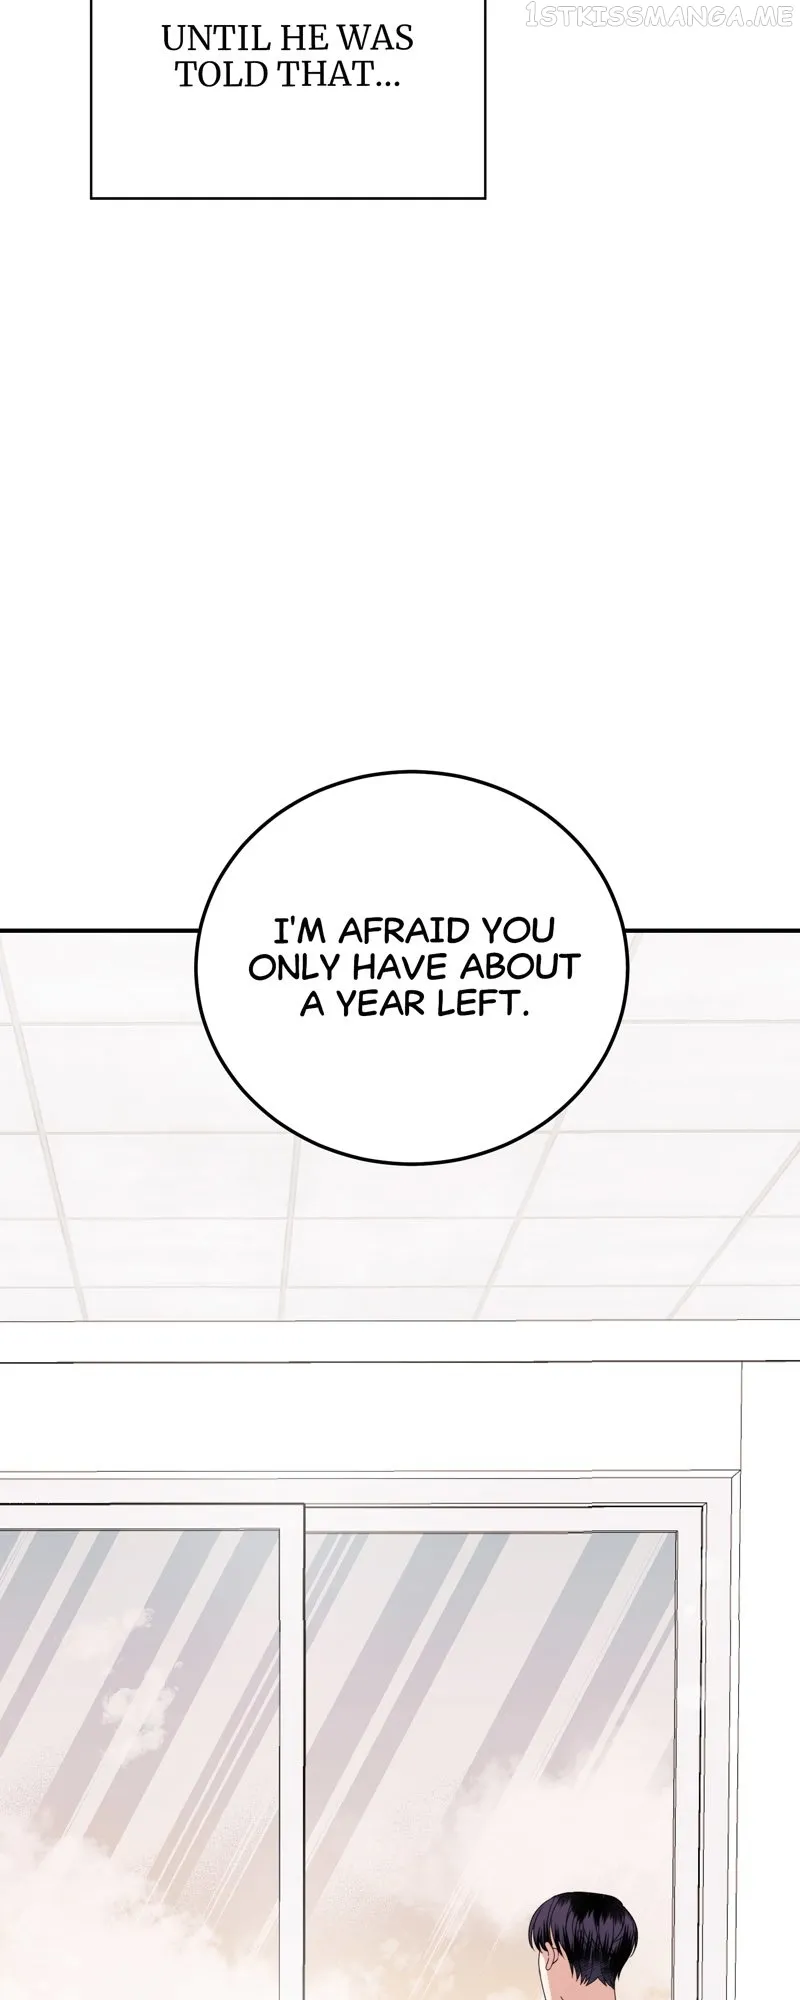 1STKISSMANGA.ME
UNTIL HE WAS
TOLD THAT...
I'M AFRAID YOU
ONLY HAVE ABOUT
A YEAR LEFT.